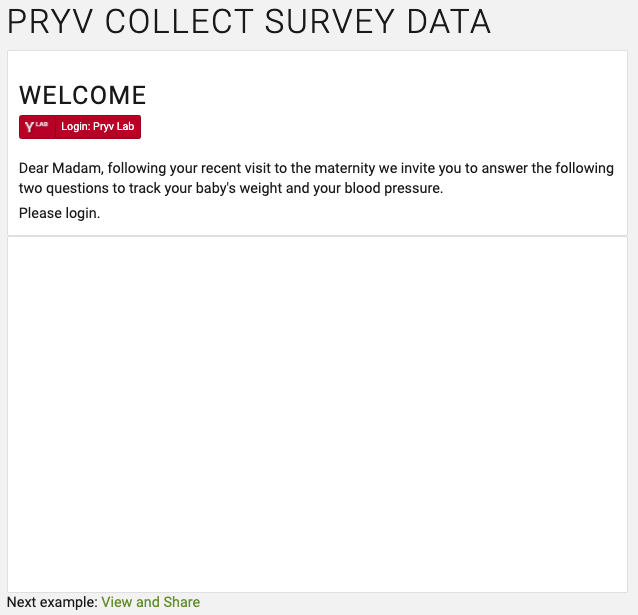 PRYV COLLECT SURVEY DATA
WELCOME
Y LAB Login: Pryv Lab
Dear Madam, following your recent visit to the maternity we invite you to answer the following
two questions to track your baby's weight and your blood pressure.
Please login.
Next example: View and Share